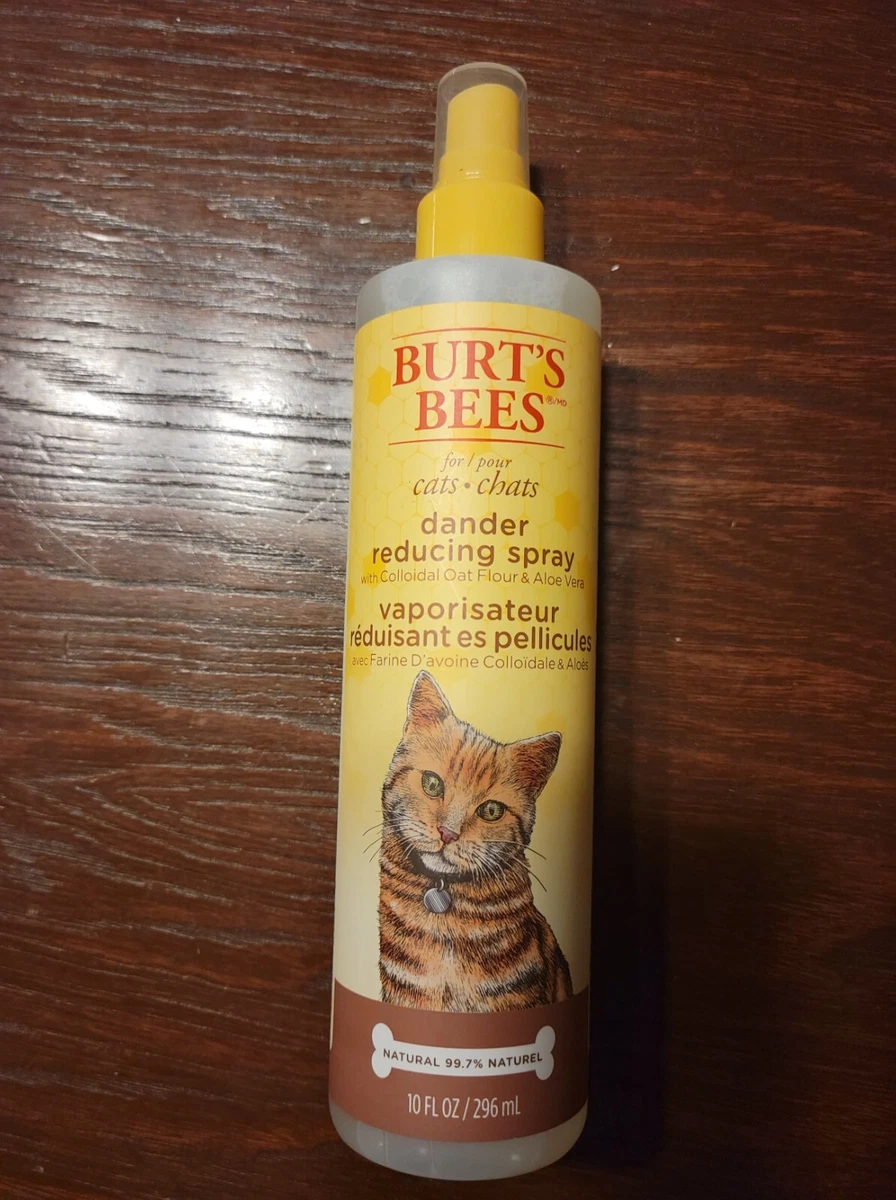 BURT'S
BEES®/MD
for / pour
cats • chats
dander
reducing spray
with Colloidal Oat Flour & Aloe Vera
vaporisateur
réduisant es pellicules
avec Farine D'avoine Colloïdale & Aloès
NATURAL 99.7% NATUREL
10 FL OZ / 296 mL